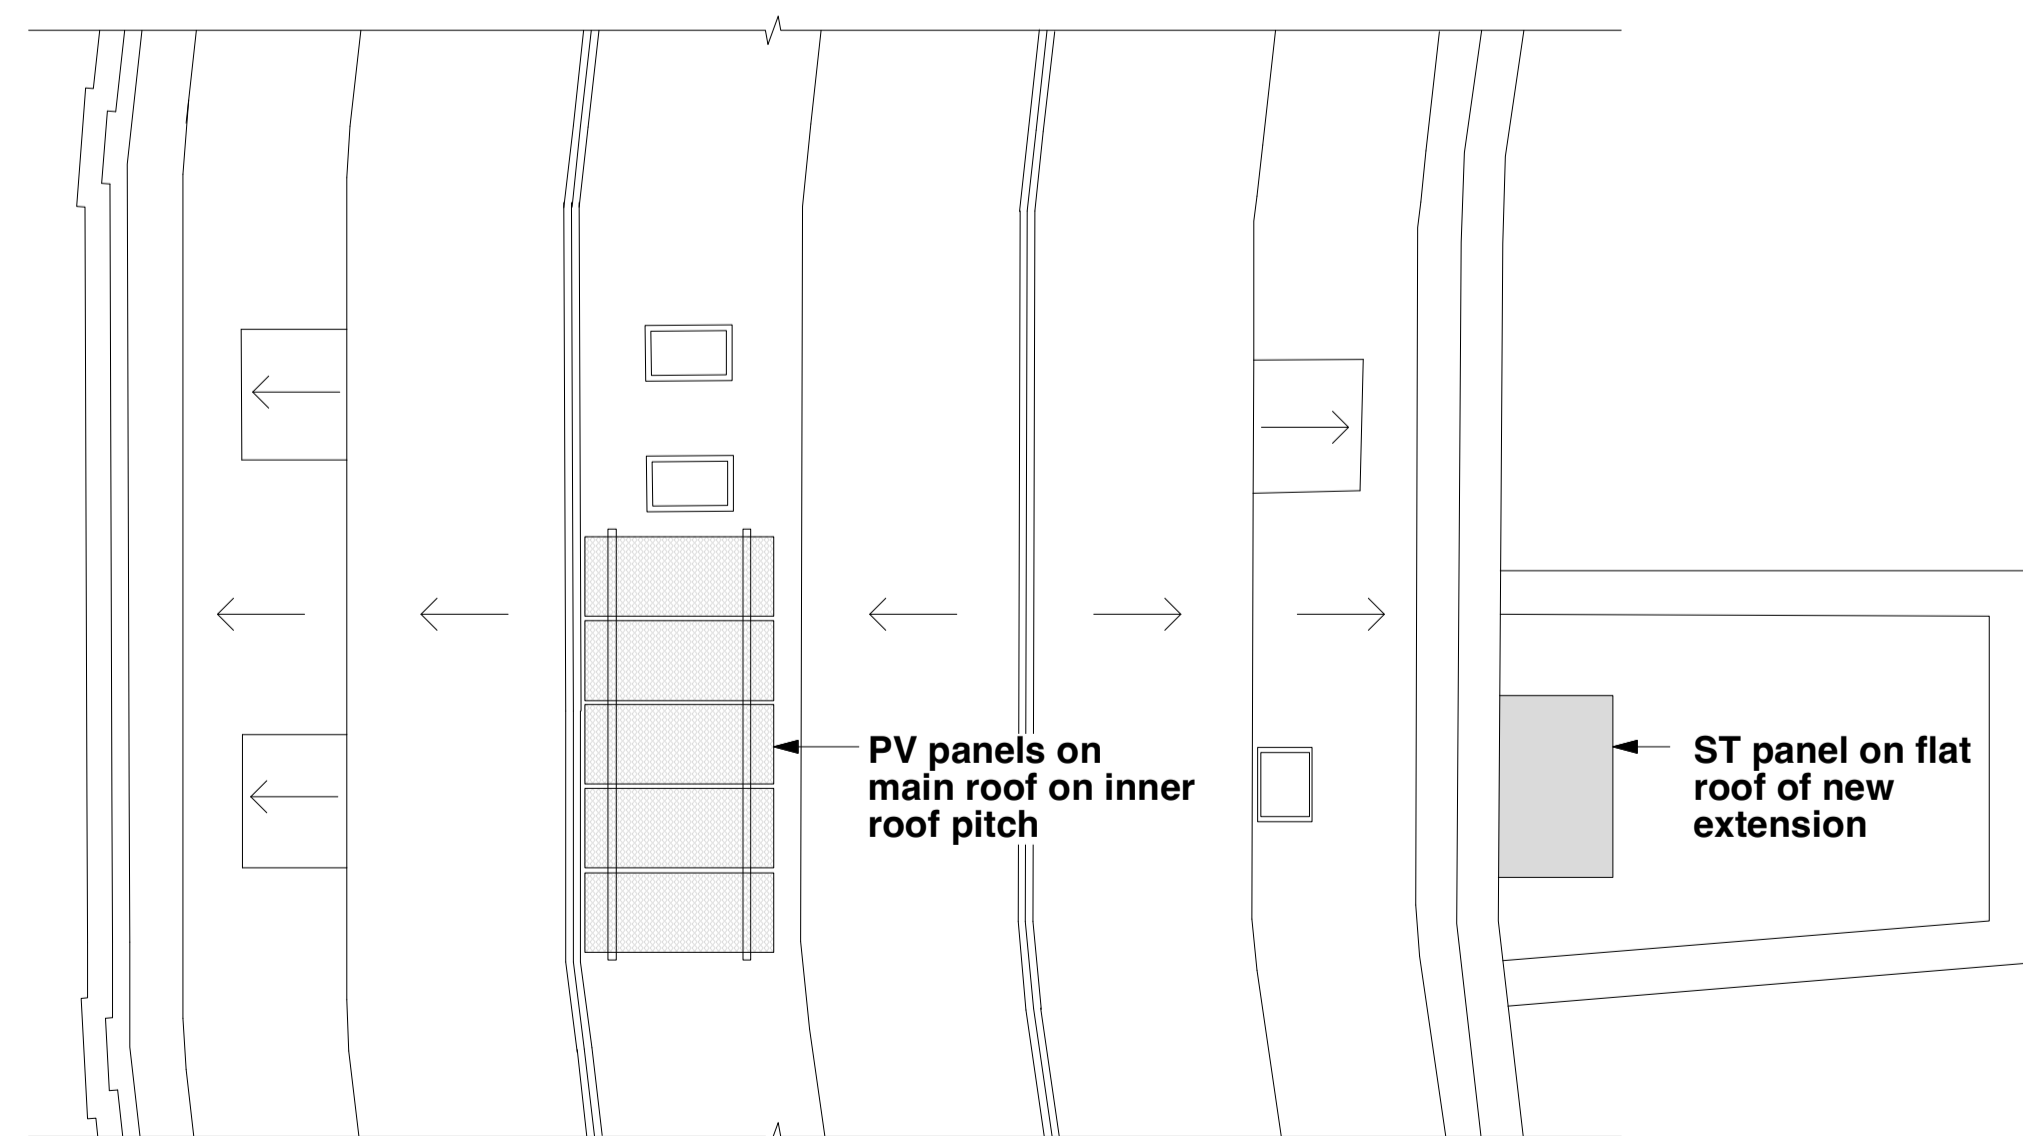 PV panels on
main roof on inner
roof pitch
ST panel on flat
roof of new
extension